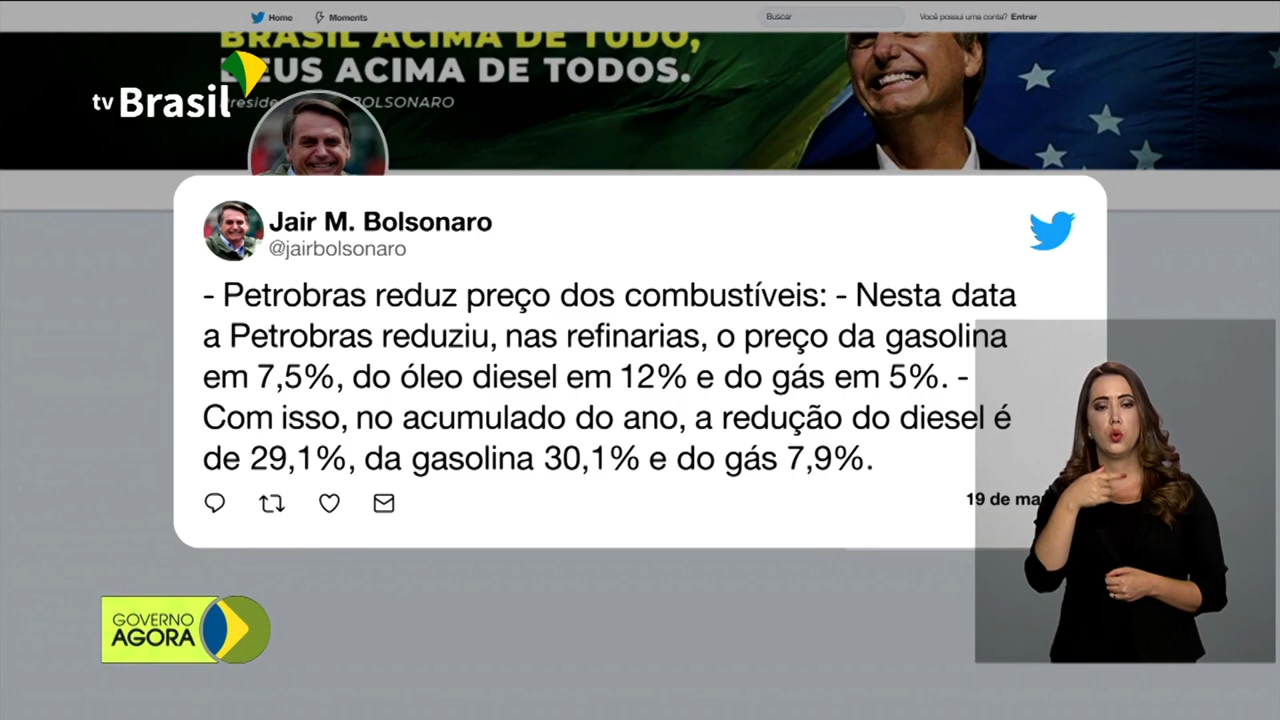 Home Moments Buscar Você possui uma conta? Entrar
BRASIL ACIMA DE TUDO,
DEUS ACIMA DE TODOS.
tv Brasil
BOLSONARO
Jair M. Bolsonaro
@jairbolsonaro
- Petrobras reduz preço dos combustíveis: - Nesta data
a Petrobras reduziu, nas refinarias, o preço da gasolina
em 7,5%, do óleo diesel em 12% e do gás em 5%. -
Com isso, no acumulado do ano, a redução do diesel é
de 29,1%, da gasolina 30,1% e do gás 7,9%.
19 de mar
GOVERNO
AGORA